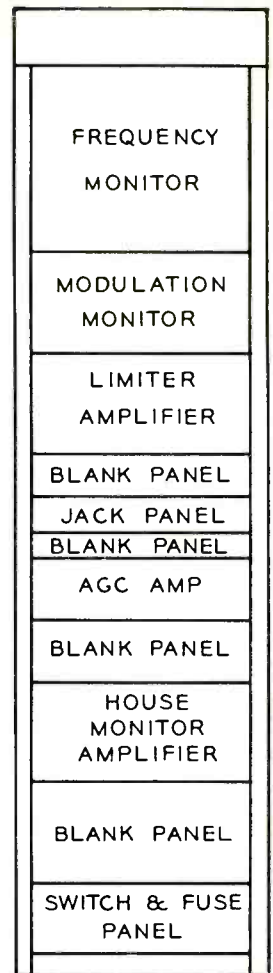 FREQUENCY
MONITOR
MODULATION
MONITOR
LIMITER
AMPLIFIER
BLANK PANEL
JACK PANEL
BLANK PANEL
AGC AMP
BLANK PANEL
HOUSE
MONITOR
AMPLIFIER
BLANK PANEL
SWITCH & FUSE
PANEL